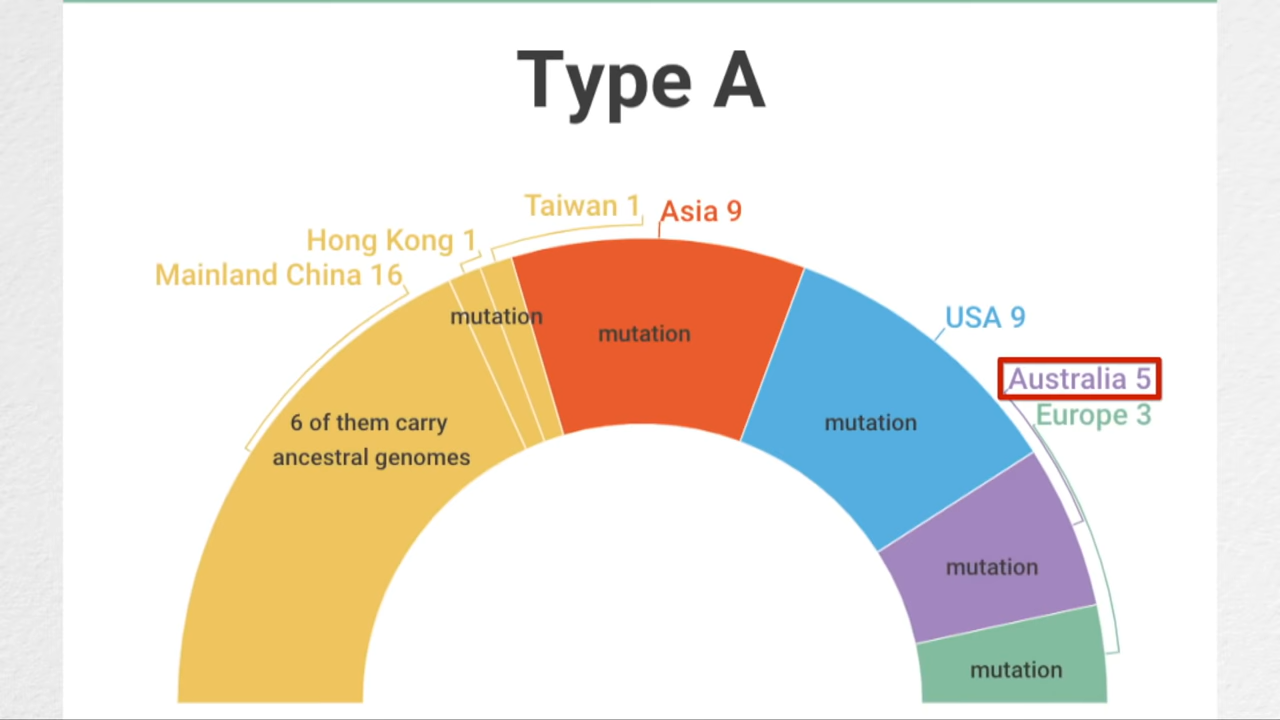 Type A
Taiwan 1
Asia 9
Hong Kong 1
Mainland China 16
mutation
mutation
USA 9
Australia 5
Europe 3
6 of them carry
ancestral genomes
mutation
mutation
mutation